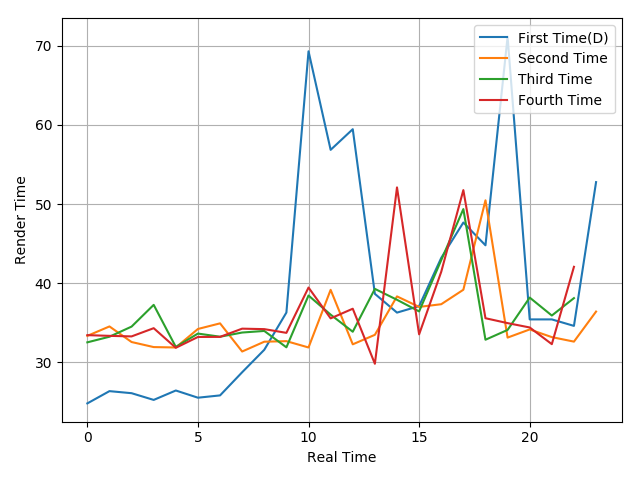 First Time(D)
Second Time
Third Time
Fourth Time
70
60
50
40
30
Render Time
0 5 10 15 20
Real Time